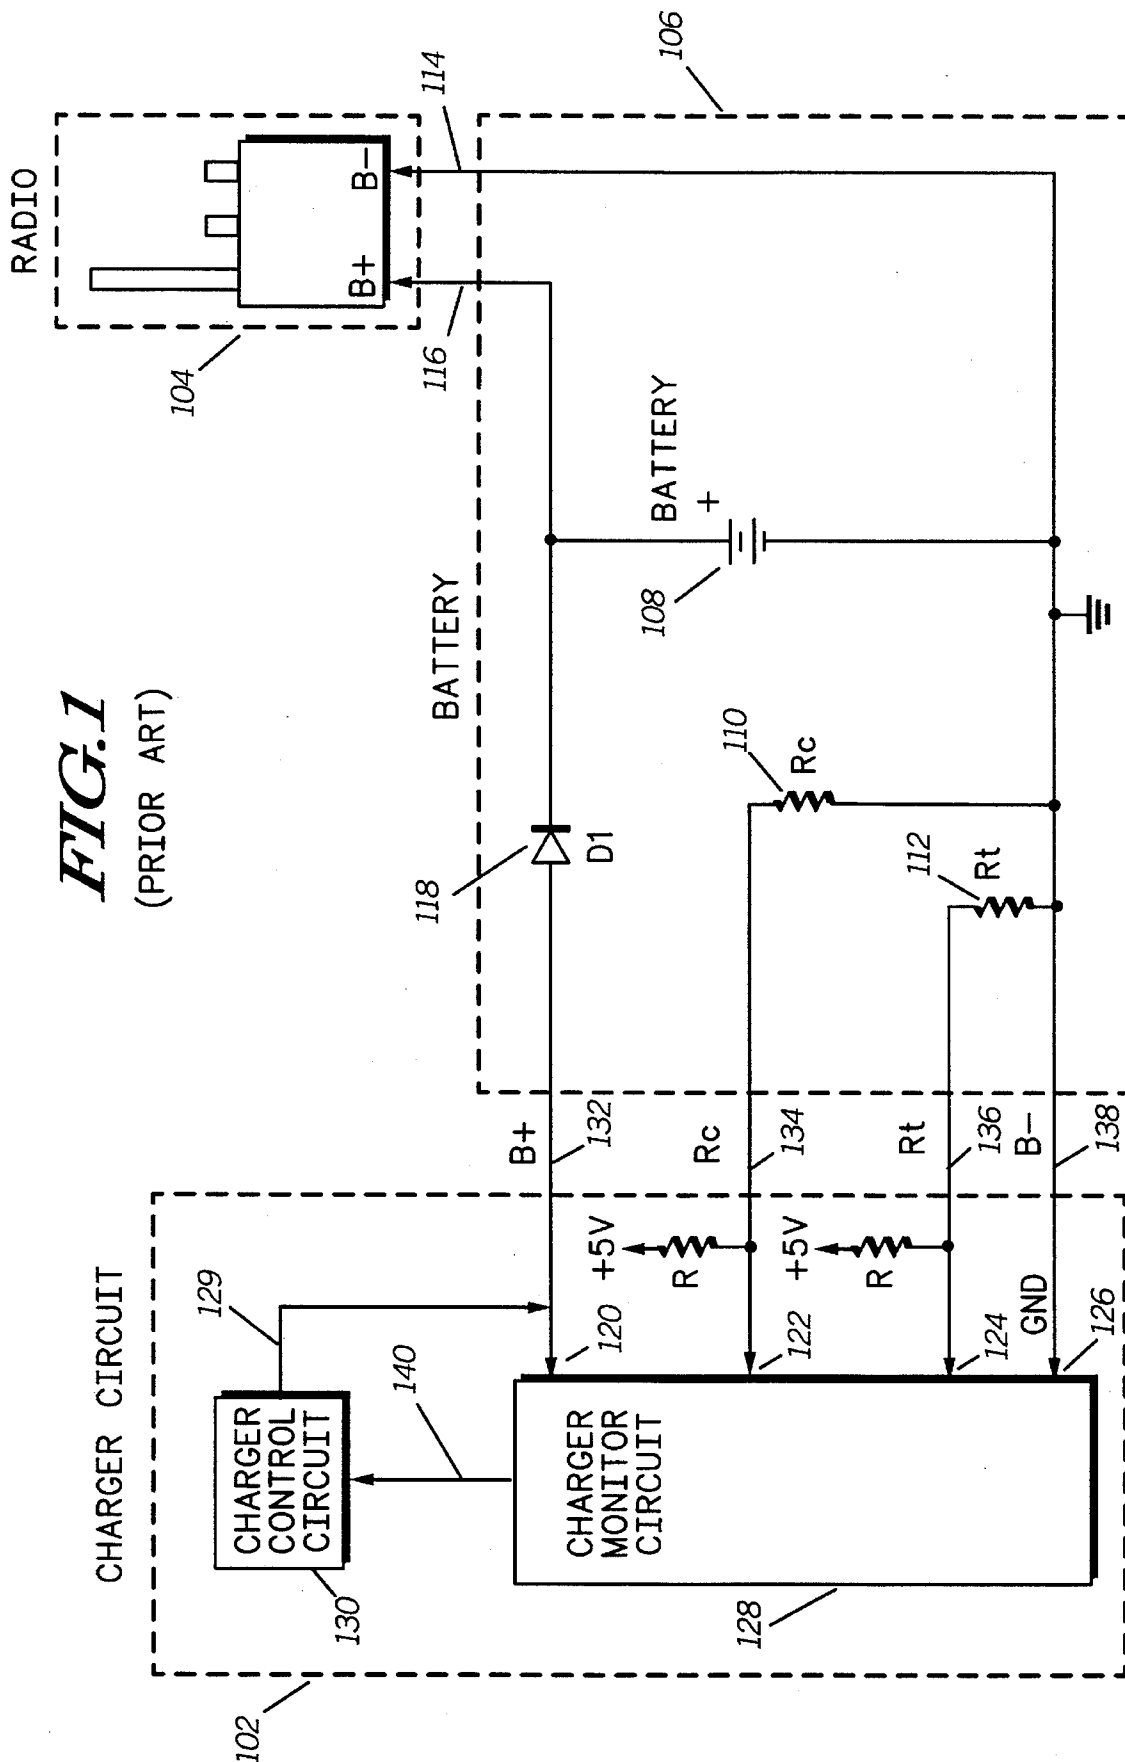 FIG.1
(PRIOR ART)
CHARGER CIRCUIT
102
CHARGER
CONTROL
CIRCUIT
130
129
140
CHARGER
MONITOR
CIRCUIT
128
120
122
124
GND
126
+5V
R
+5V
R
B+
132
Rc
134
Rt
136
B-
138
BATTERY
118
D1
110
Rc
112
Rt
BATTERY
+
108
106
RADIO
104
B+
B-
116
114